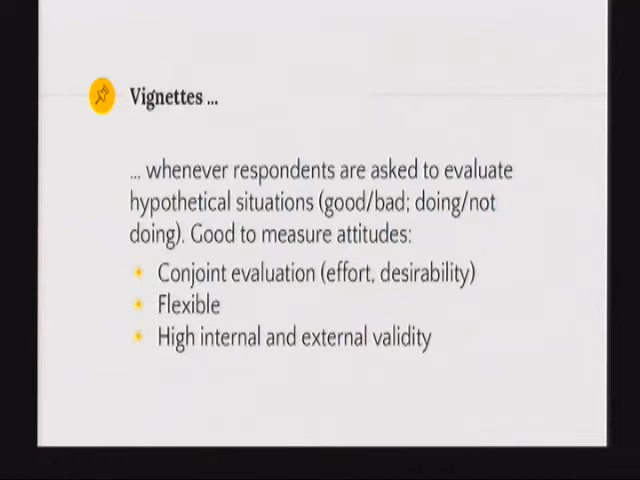 Vignettes ...
... whenever respondents are asked to evaluate
hypothetical situations (good/bad; doing/not
doing). Good to measure attitudes:
Conjoint evaluation (effort, desirability)
Flexible
High internal and external validity